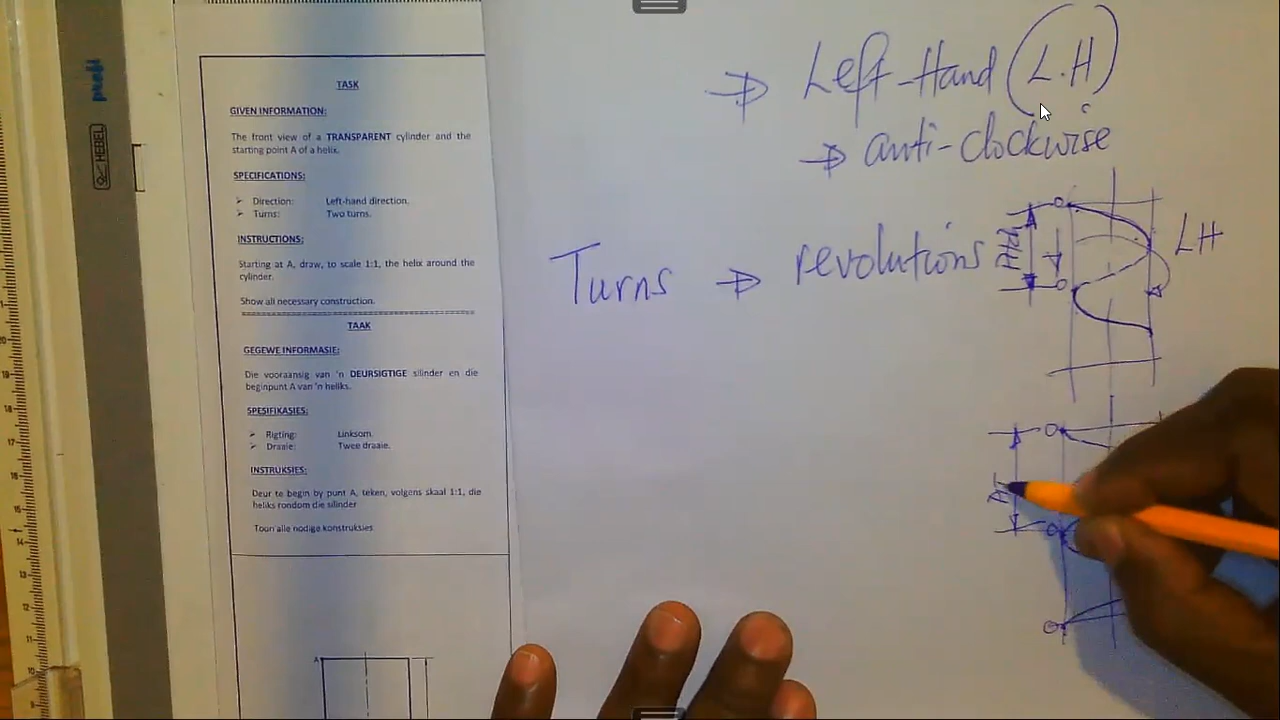 profi
HEBEL
TASK
GIVEN INFORMATION:
The front view of a TRANSPARENT cylinder and the
starting point A of a helix.
SPECIFICATIONS:
➢ Direction: Left-hand direction.
➢ Turns: Two turns.
INSTRUCTIONS:
Starting at A, draw, to scale 1:1, the helix around the
cylinder.
Show all necessary construction.
TAAK
GEGEWE INFORMASIE:
Die vooraansig van 'n DEURSIGTIGE silinder en die
beginpunt A van 'n heliks.
SPESIFIKASIES:
➢ Rigting: Linksom.
➢ Draaie: Twee draaie.
INSTRUKSIES:
Deur te begin by punt A, teken, volgens skaal 1:1, die
heliks rondom die silinder
Toon alle nodige konstruksies.
A
⇒ Left-Hand (L.H)
⇒ anti-clockwise
Turns ⇒ revolutions
LH